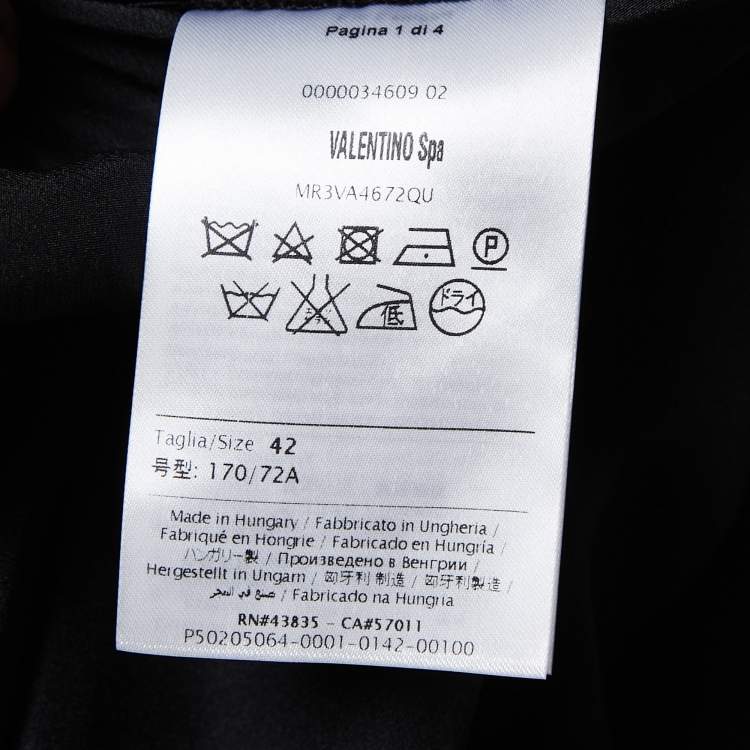 Pagina 1 di 4
0000034609 02
VALENTINO Spa
MR3VA4672QU
P
低
ドライ
Taglia/Size 42
号型: 170/72A
Made in Hungary / Fabbricato in Ungheria /
Fabriqué en Hongrie / Fabricado en Hungría /
ハンガリー製 / Произведено в Венгрии /
Hergestellt in Ungarn / 匈牙利 制造 / 匈牙利製造 /
صنع في المجر / Fabricado na Hungria
RN#43835 - CA#57011
P50205064-0001-0142-00100